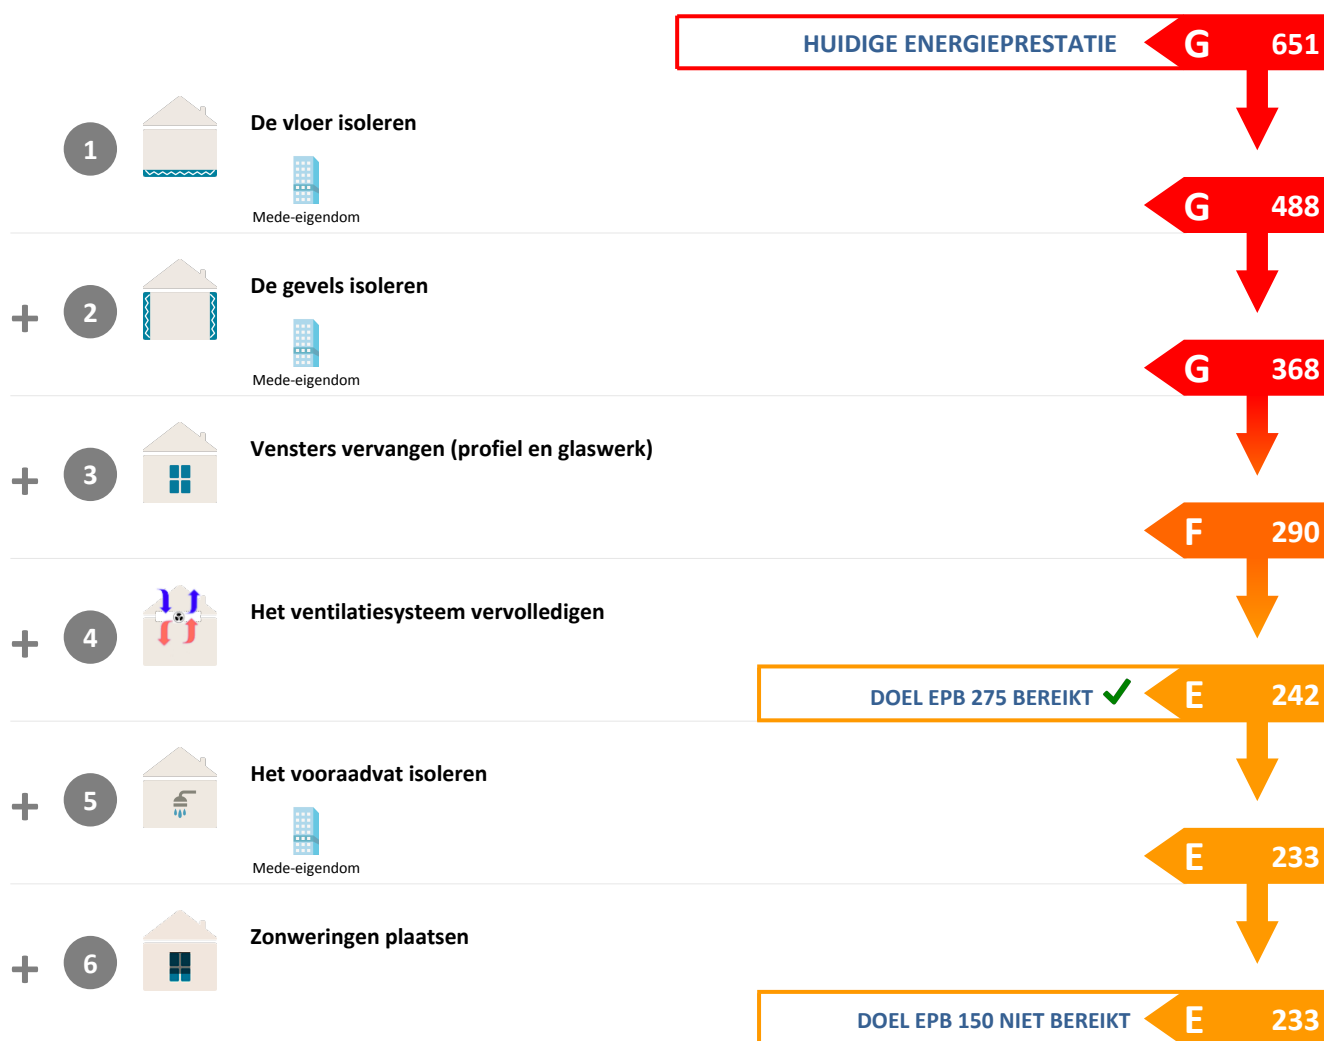 HUIDIGE ENERGIEPRESTATIE G 651
1 De vloer isoleren
Mede-eigendom
G 488
+ 2 De gevels isoleren
Mede-eigendom
G 368
+ 3 Vensters vervangen (profiel en glaswerk)
F 290
+ 4 Het ventilatiesysteem vervolledigen
DOEL EPB 275 BEREIKT ✓ E 242
+ 5 Het vooraadvat isoleren
Mede-eigendom
E 233
+ 6 Zonweringen plaatsen
DOEL EPB 150 NIET BEREIKT E 233